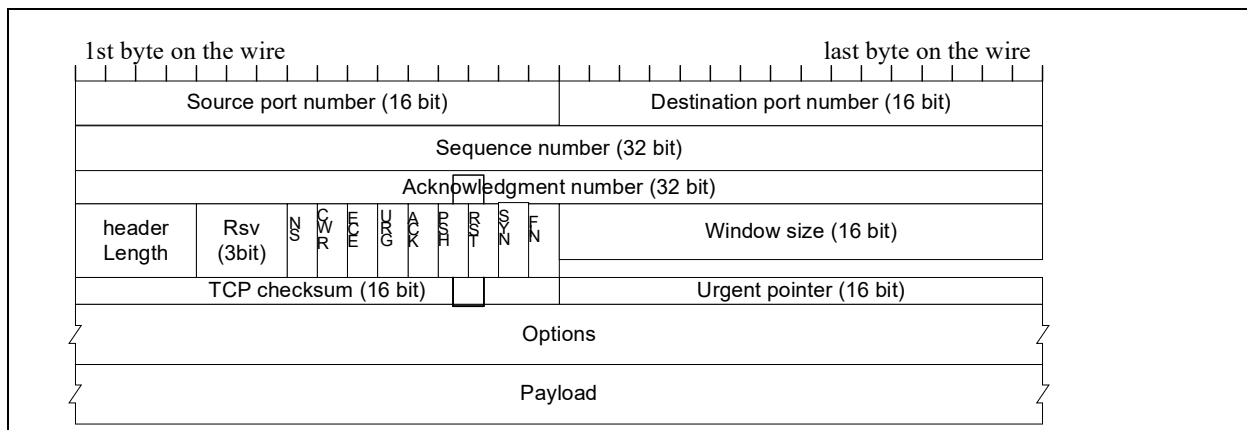 1st byte on the wire last byte on the wire
Source port number (16 bit) Destination port number (16 bit)
Sequence number (32 bit)
Acknowledgment number (32 bit)
header Length Rsv (3bit) NS CWR ECE URG ACK PSH RST SYN FIN Window size (16 bit)
TCP checksum (16 bit) Urgent pointer (16 bit)
Options
Payload